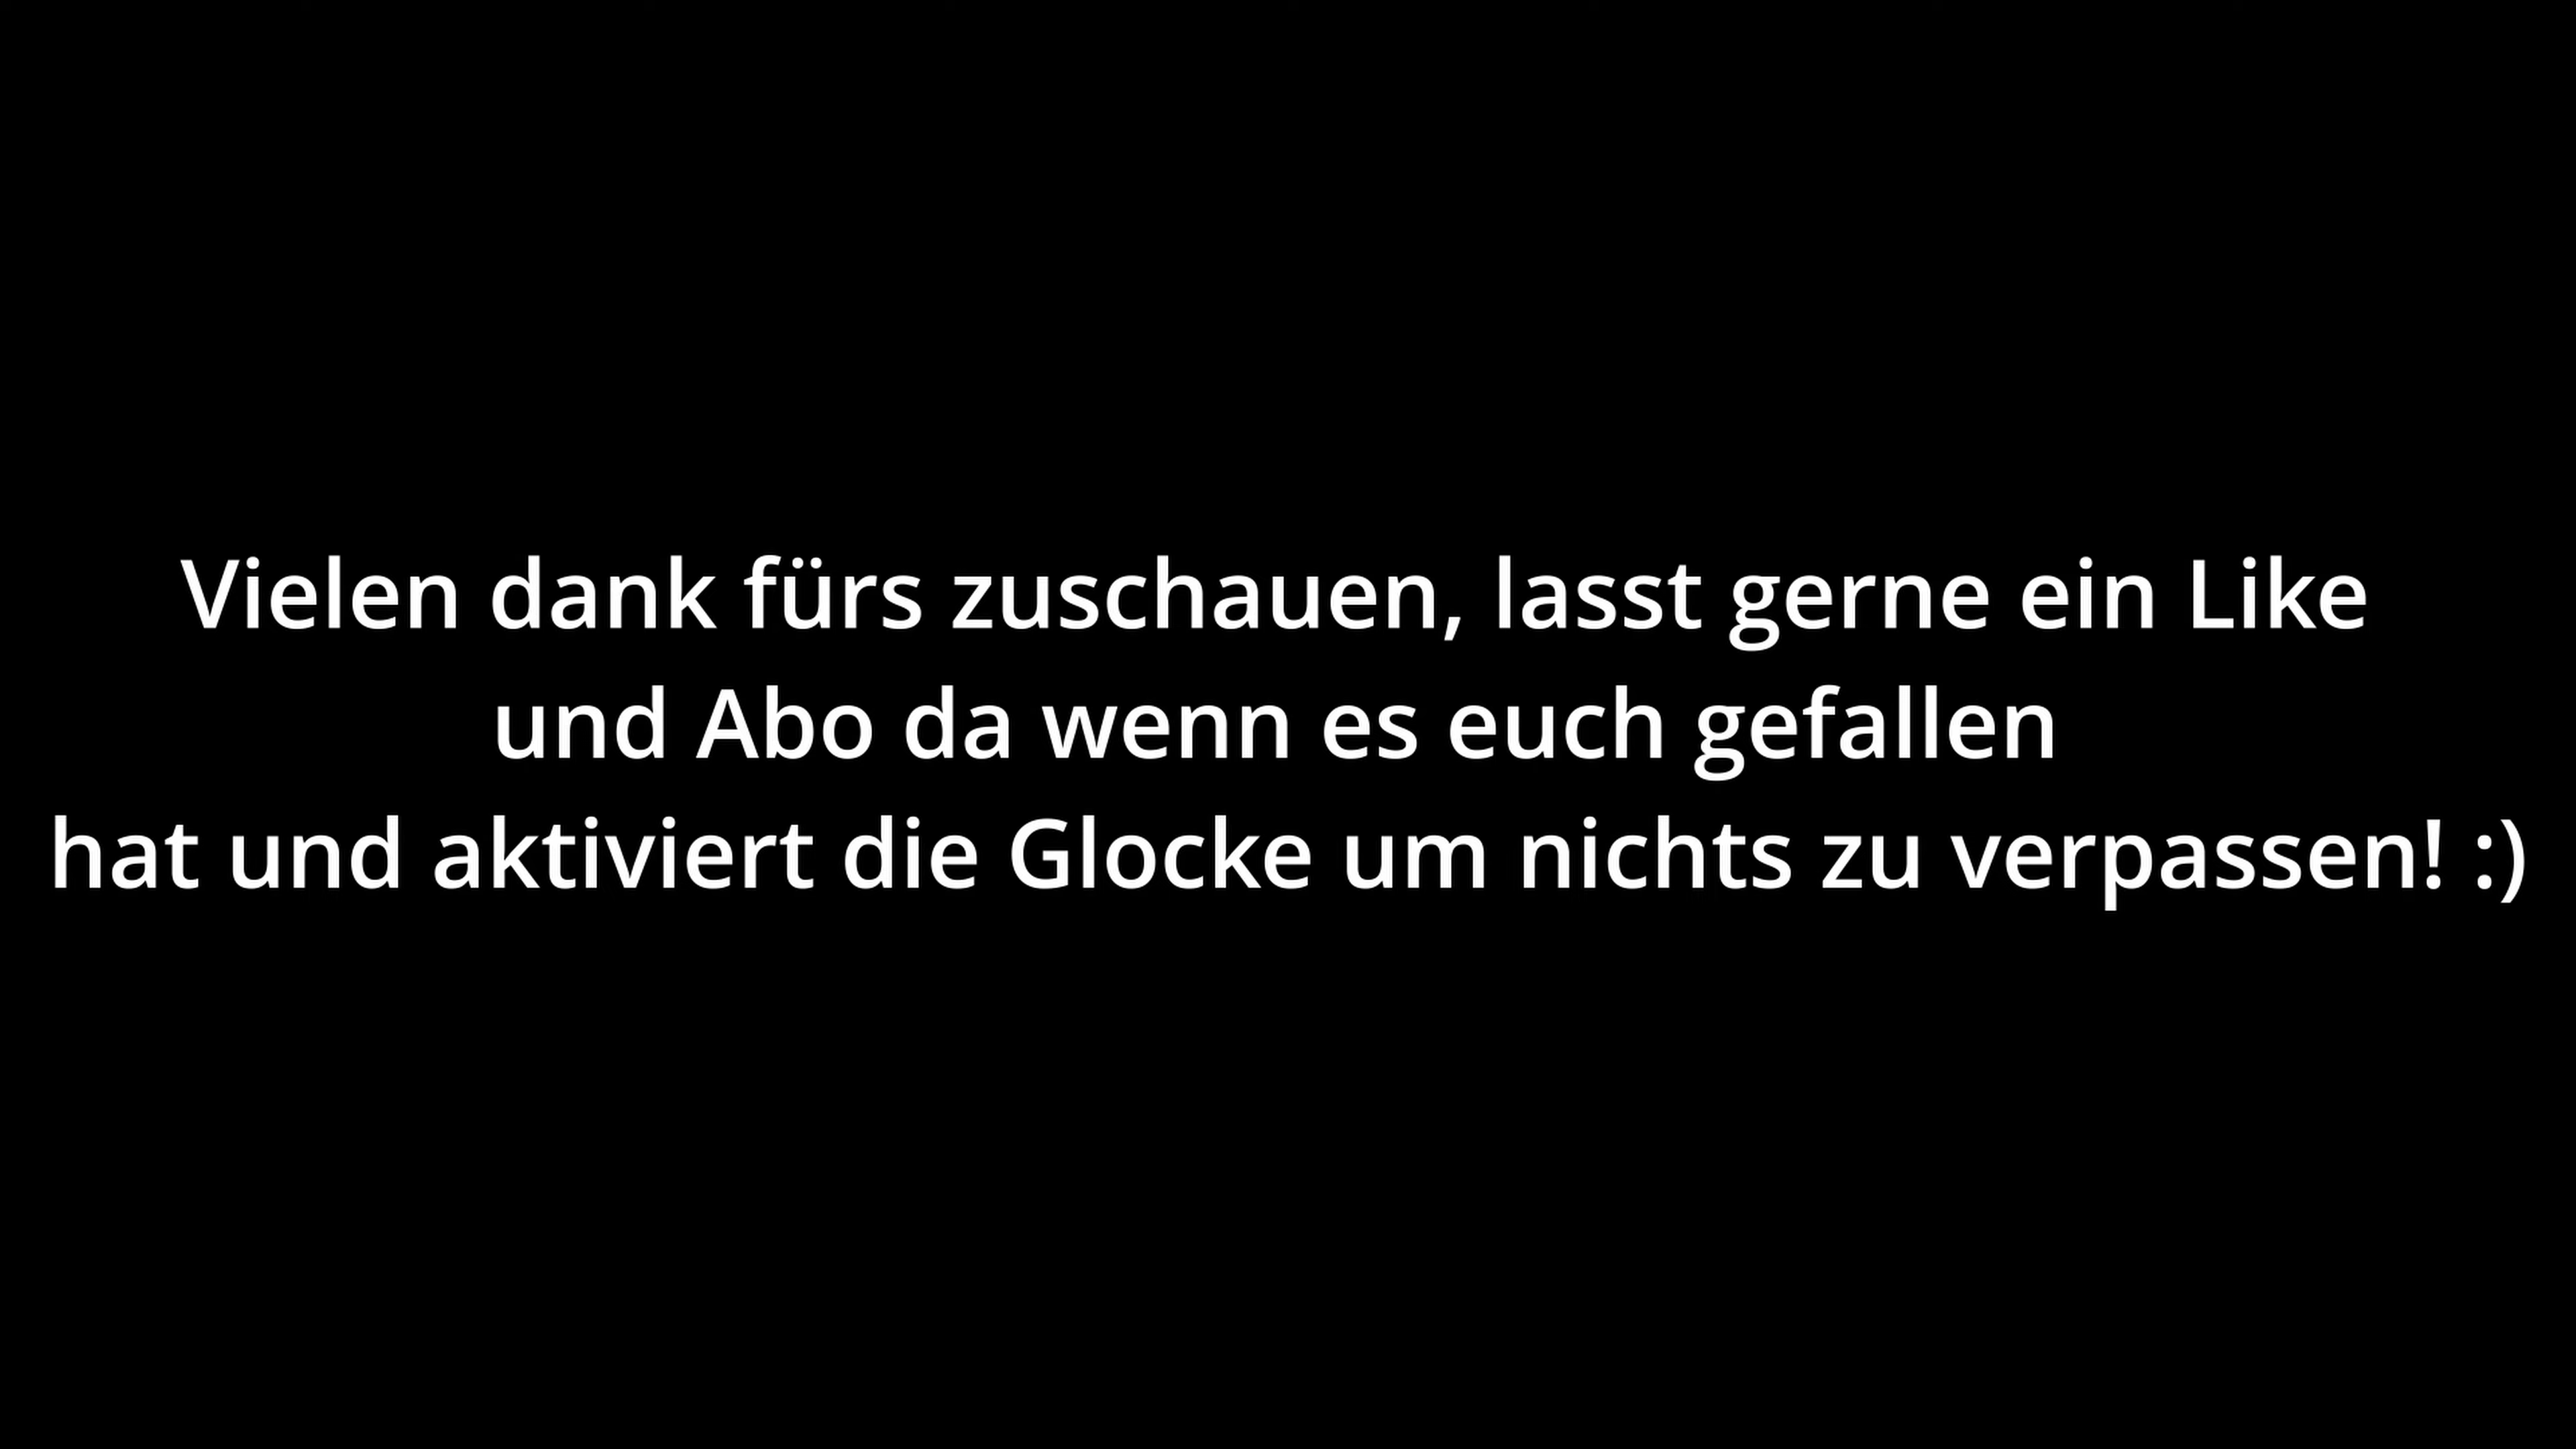 Vielen dank fürs zuschauen, lasst gerne ein Like
und Abo da wenn es euch gefallen
hat und aktiviert die Glocke um nichts zu verpassen! :)